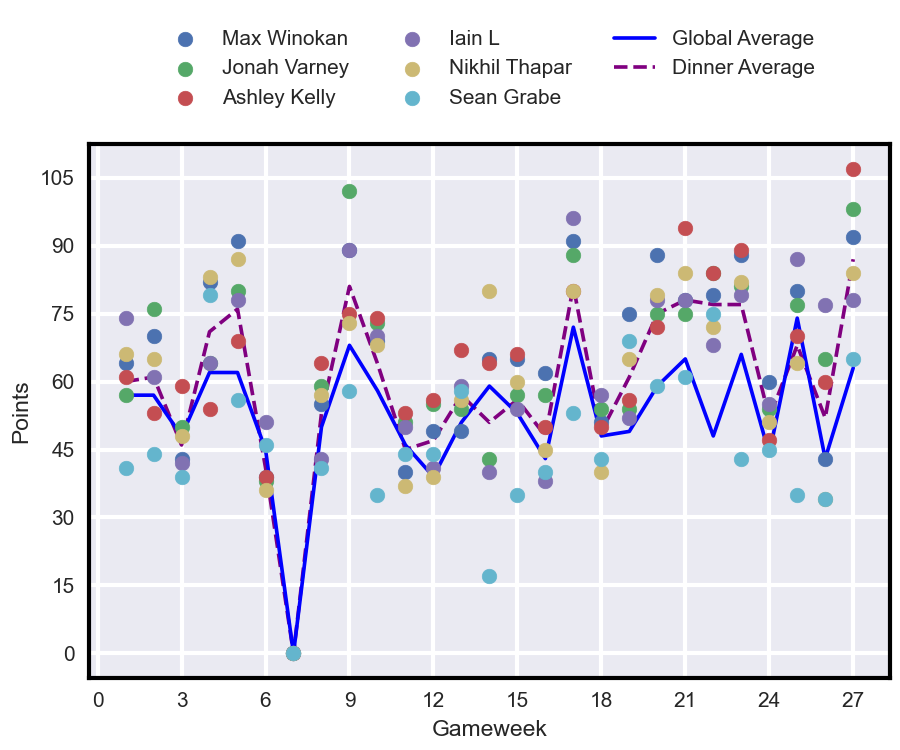 Max Winokan Iain L Global Average
Jonah Varney Nikhil Thapar Dinner Average
Ashley Kelly Sean Grabe
105
90
75
60
45
30
15
0
Points
0 3 6 9 12 15 18 21 24 27
Gameweek